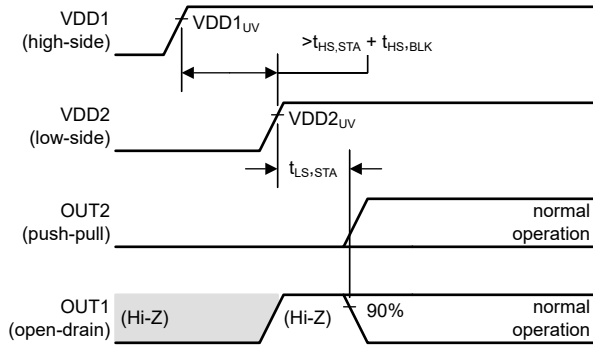 VDD1
(high-side)
VDD1UV
>tHS,STA + tHS,BLK
VDD2
(low-side)
VDD2UV
tLS,STA
OUT2
(push-pull)
normal
operation
OUT1
(open-drain)
(Hi-Z)
(Hi-Z)
90%
normal
operation